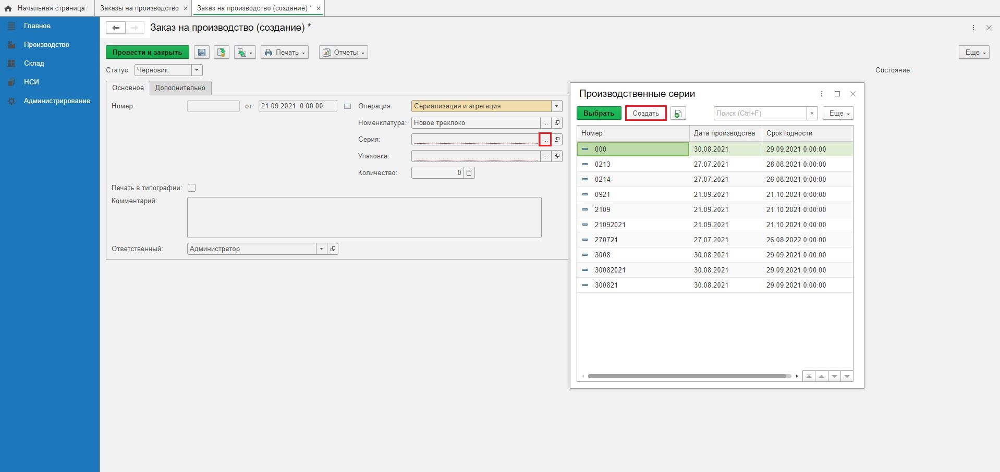 Начальная страница
Заказы на производство ×
Заказ на производство (создание) * ×
Главное
Производство
Склад
НСИ
Администрирование
Заказ на производство (создание) *
Провести и закрыть
Печать
Отчеты
Еще
Статус: Черновик
Состояние:
Основное
Дополнительно
Номер:
от: 21.09.2021 0:00:00
Операция: Сериализация и агрегация
Номенклатура: Новое треклоко ...
Серия: ...
Упаковка: ...
Количество: 0
Печать в типографии:
Комментарий:
Ответственный: Администратор
Производственные серии
Выбрать
Создать
Поиск (Ctrl+F) ×
Еще
Номер Дата производства Срок годности
000 30.08.2021 29.09.2021 0:00:00
0213 27.07.2021 28.08.2021 0:00:00
0214 27.07.2021 26.08.2021 0:00:00
0921 21.09.2021 21.10.2021 0:00:00
2109 21.09.2021 21.10.2021 0:00:00
21092021 21.09.2021 21.10.2021 0:00:00
270721 27.07.2021 26.08.2022 0:00:00
3008 30.08.2021 29.09.2021 0:00:00
30082021 30.08.2021 29.09.2021 0:00:00
300821 30.08.2021 29.09.2021 0:00:00